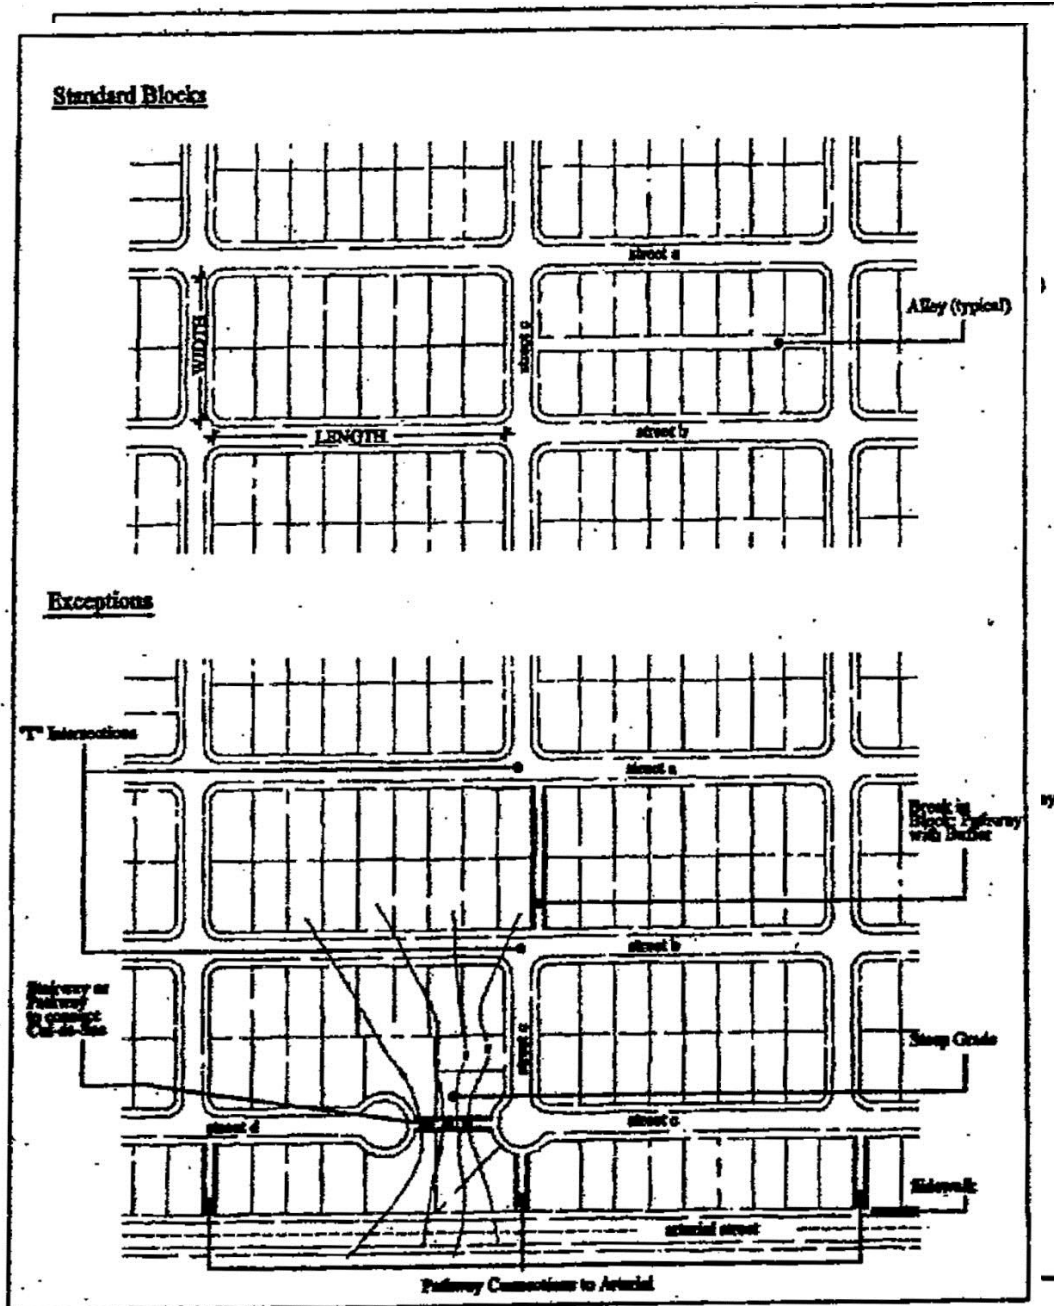 Standard Blocks
street a
Alley (typical)
WIDTH
street c
LENGTH
street b
Exceptions
"T" Intersections
street a
Break in
Block; Pathway
with Buffer
street b
Stairway or
Pathway
to connect
Cul-de-Sac
street e
Steep Grade
street d
street c
Sidewalk
arterial street
Pathway Connections to Arterial